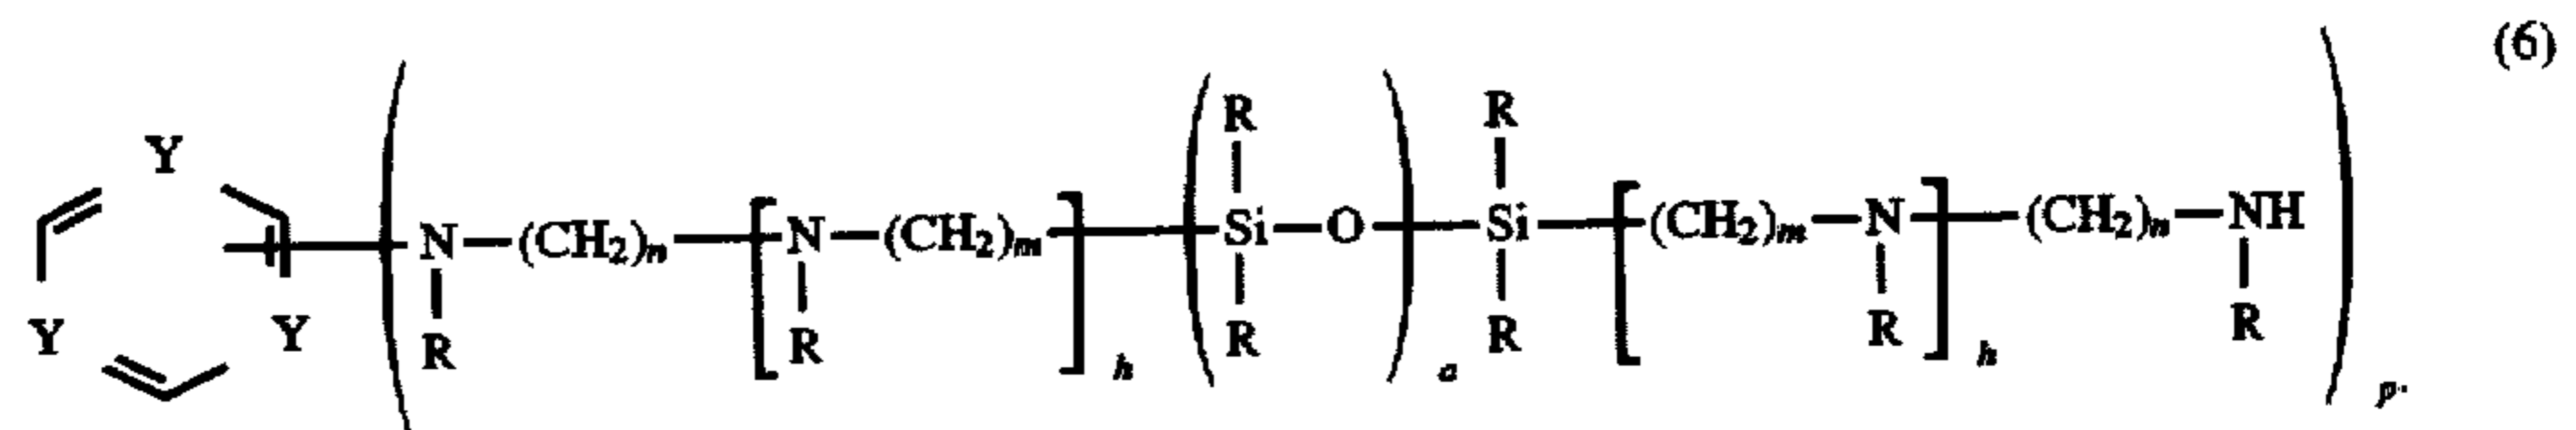 (6)
R R
Y
N—(CH₂)ₙ—[N—(CH₂)ₘ]ₕ—(Si—O)ₐ—Si—[(CH₂)ₘ—N]ₕ—(CH₂)ₙ—NH
Y Y R R R R R R
p.